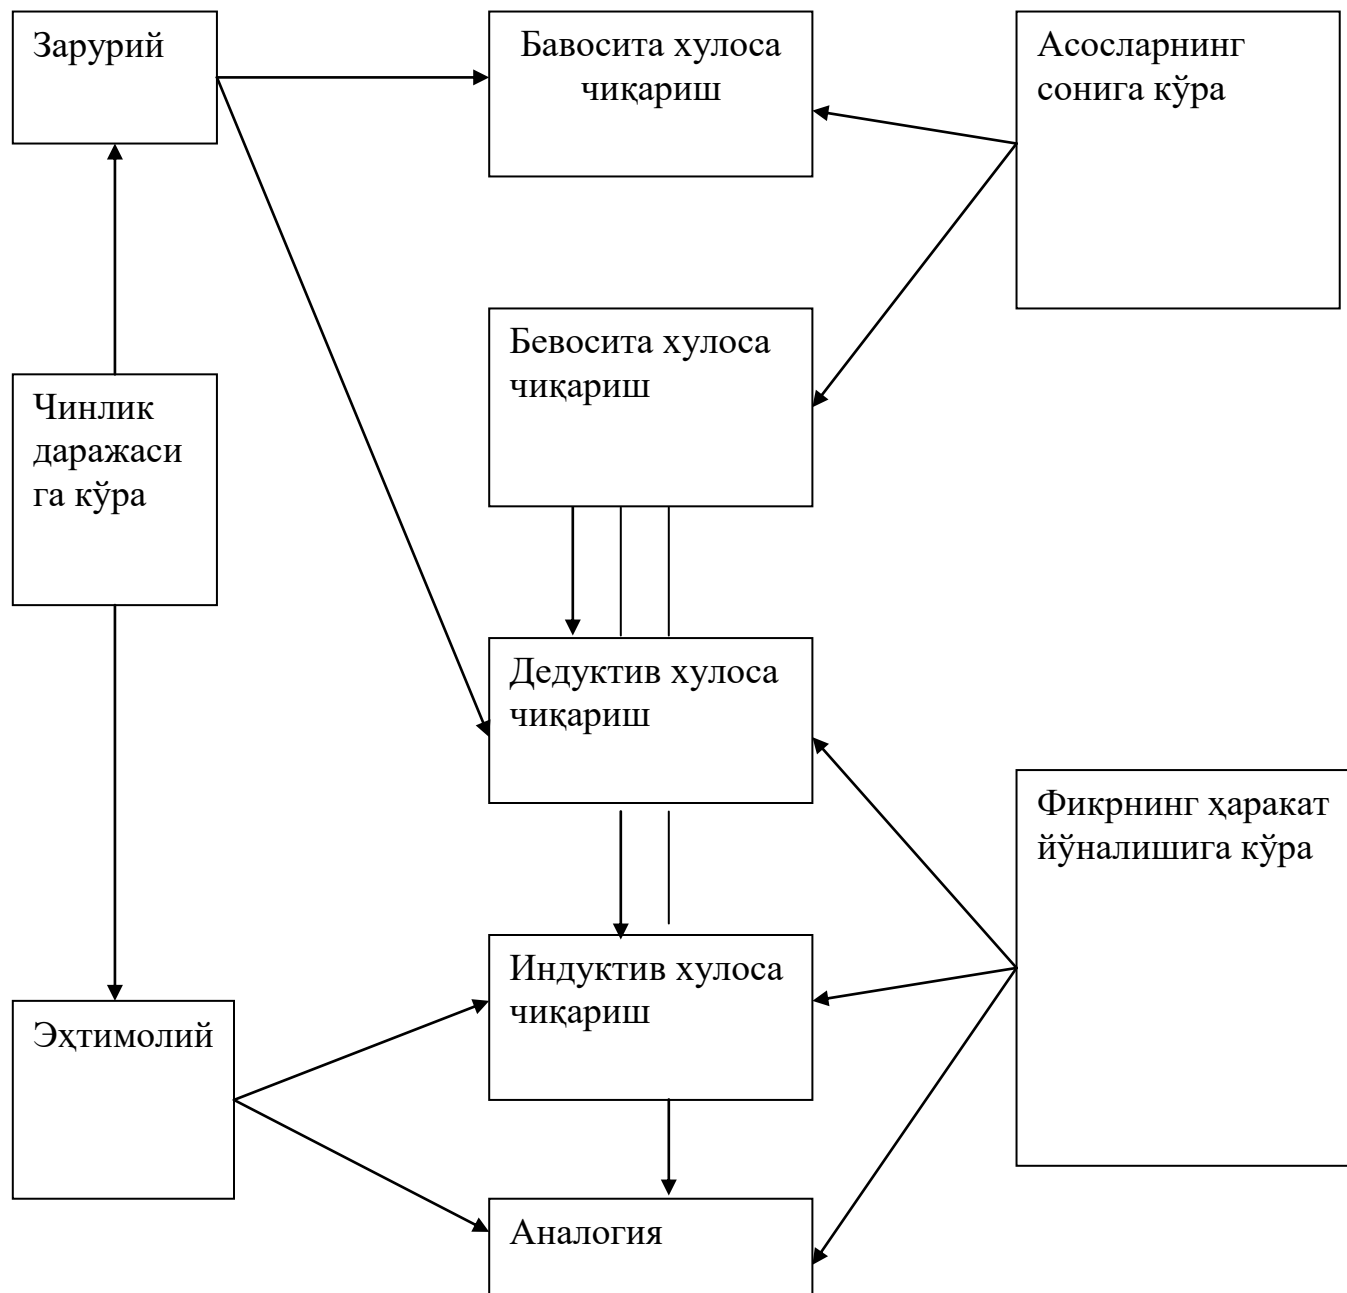 Зарурий
Бавосита хулоса
чиқариш
Асосларнинг
сонига кўра
Бевосита хулоса
чиқариш
Чинлик
даражаси
га кўра
Дедуктив хулоса
чиқариш
Фикрнинг ҳаракат
йўналишига кўра
Индуктив хулоса
чиқариш
Эҳтимолий
Аналогия